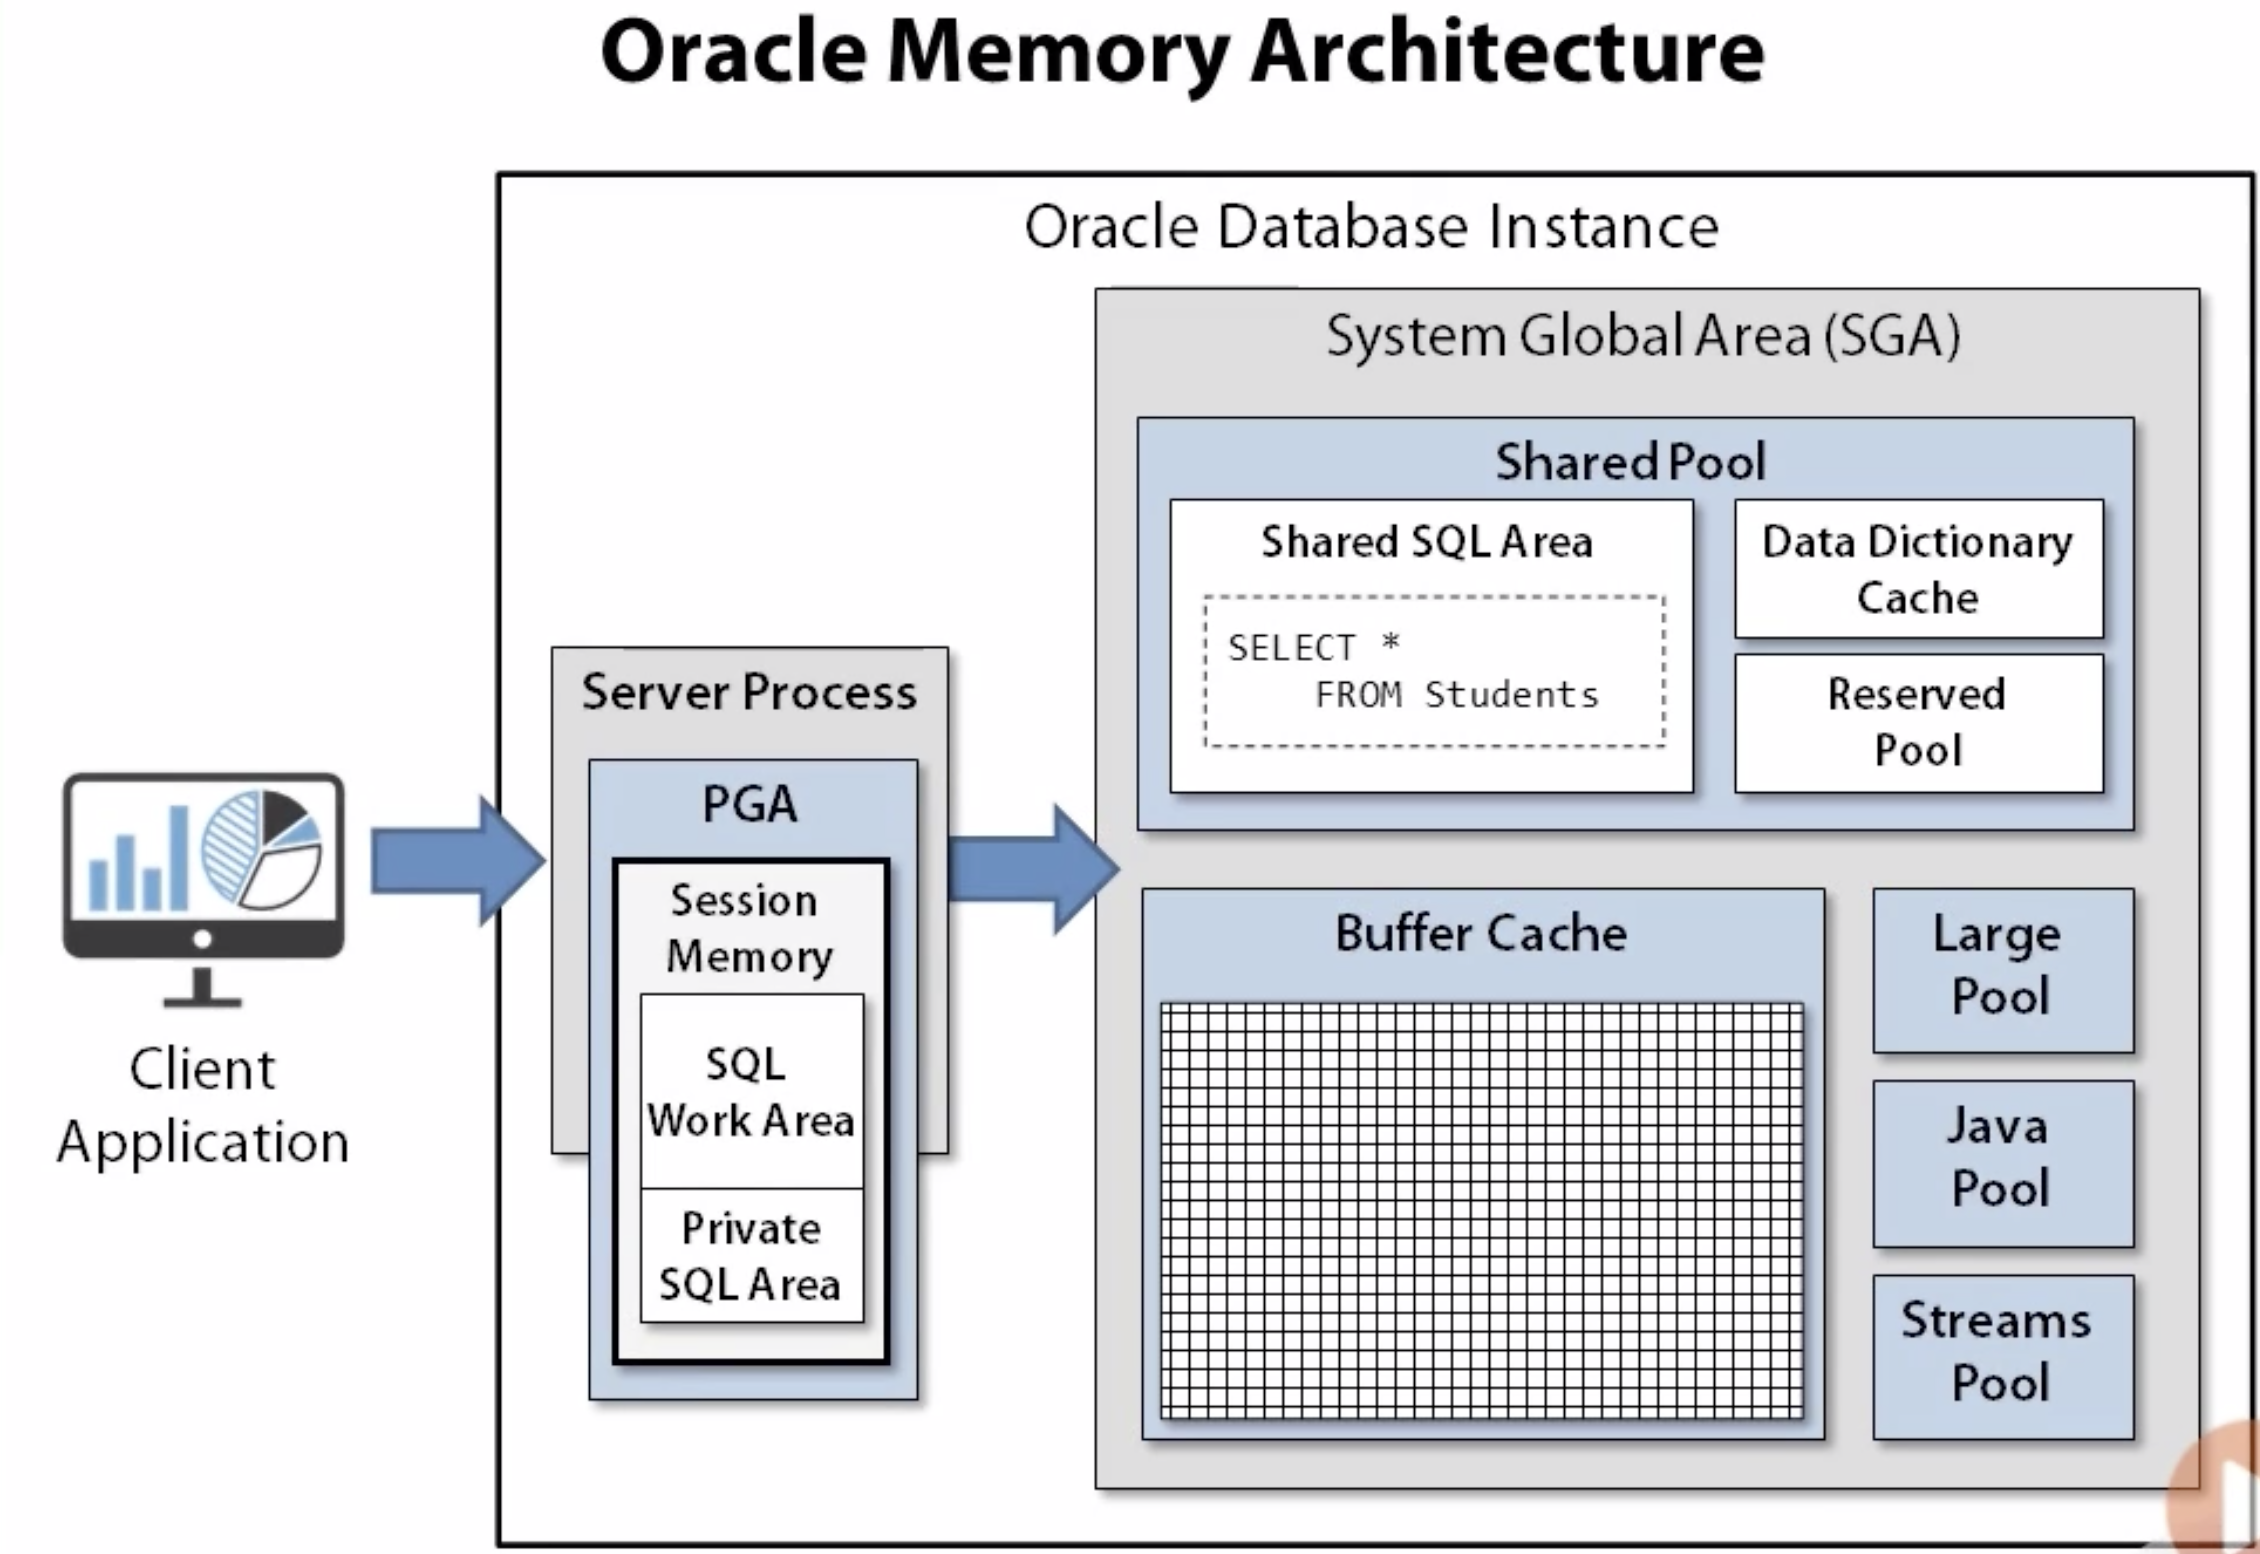 Oracle Memory Architecture
Oracle Database Instance
System Global Area (SGA)
Shared Pool
Shared SQL Area
SELECT *
FROM Students
Data Dictionary
Cache
Reserved
Pool
Server Process
PGA
Session
Memory
SQL
Work Area
Private
SQL Area
Client
Application
Buffer Cache
Large
Pool
Java
Pool
Streams
Pool